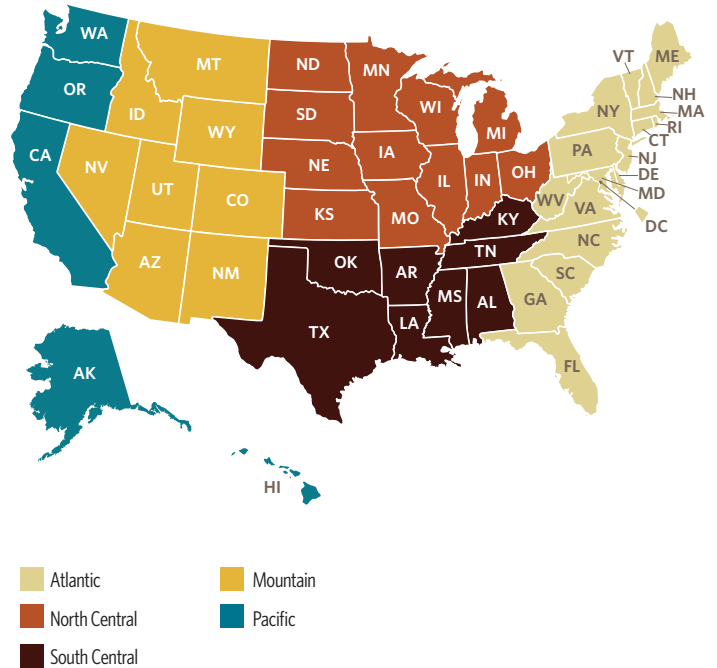 WA
OR
CA
ID
NV
MT
WY
UT
CO
AZ
NM
ND
SD
NE
KS
MN
IA
MO
WI
IL
MI
IN
OH
KY
TN
OK
AR
TX
LA
MS
AL
VT
ME
NH
MA
RI
CT
NY
PA
NJ
DE
MD
DC
WV
VA
NC
SC
GA
FL
AK
HI
Atlantic
North Central
South Central
Mountain
Pacific